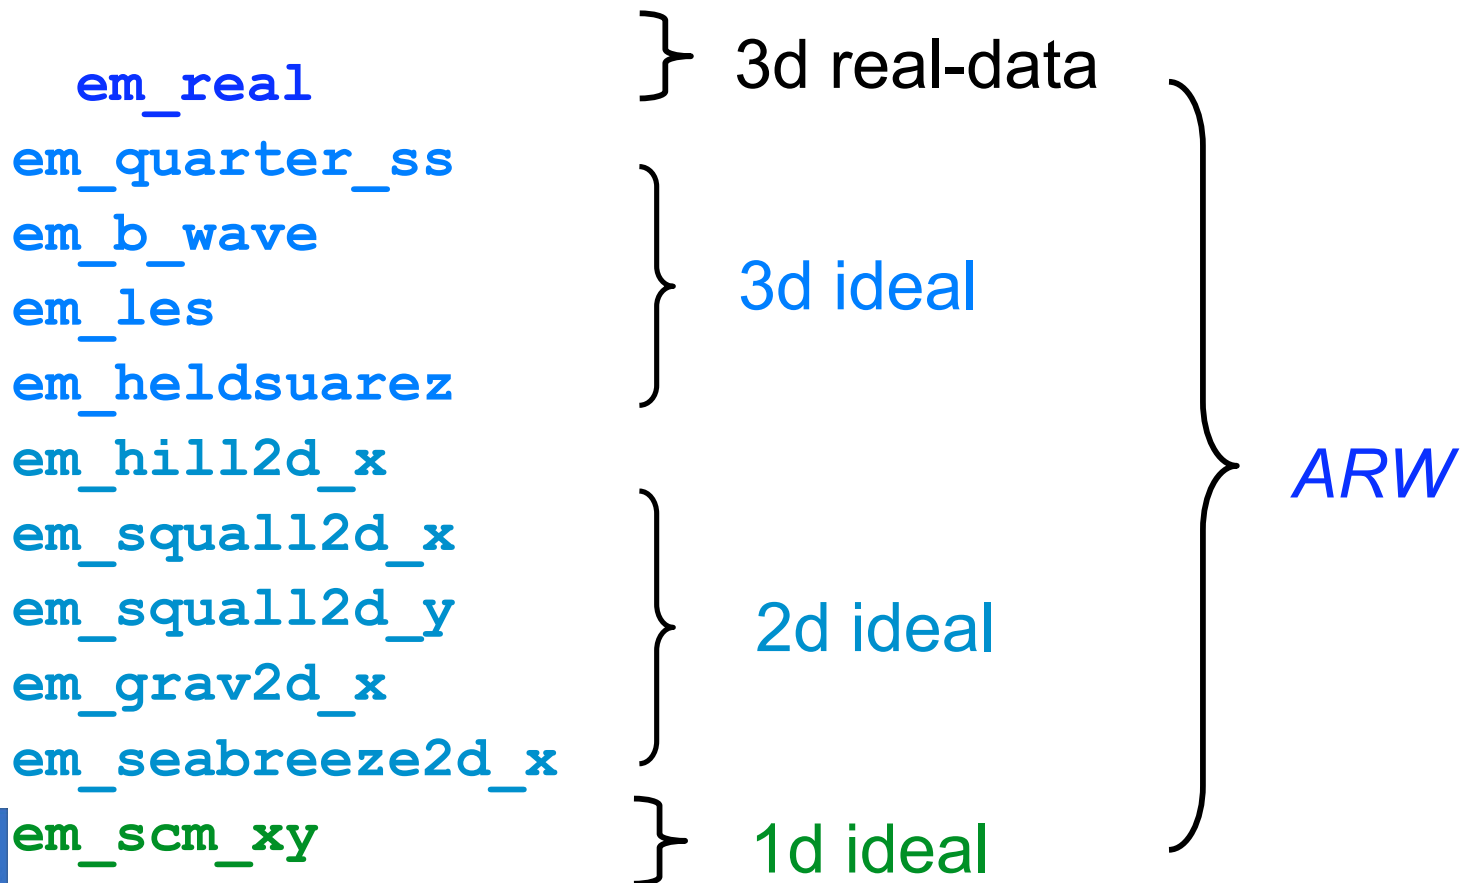 em_real
3d real-data
em_quarter_ss
em_b_wave
em_les
em_heldsuarez
3d ideal
em_hill2d_x
em_squall2d_x
em_squall2d_y
em_grav2d_x
em_seabreeze2d_x
2d ideal
em_scm_xy
1d ideal
ARW